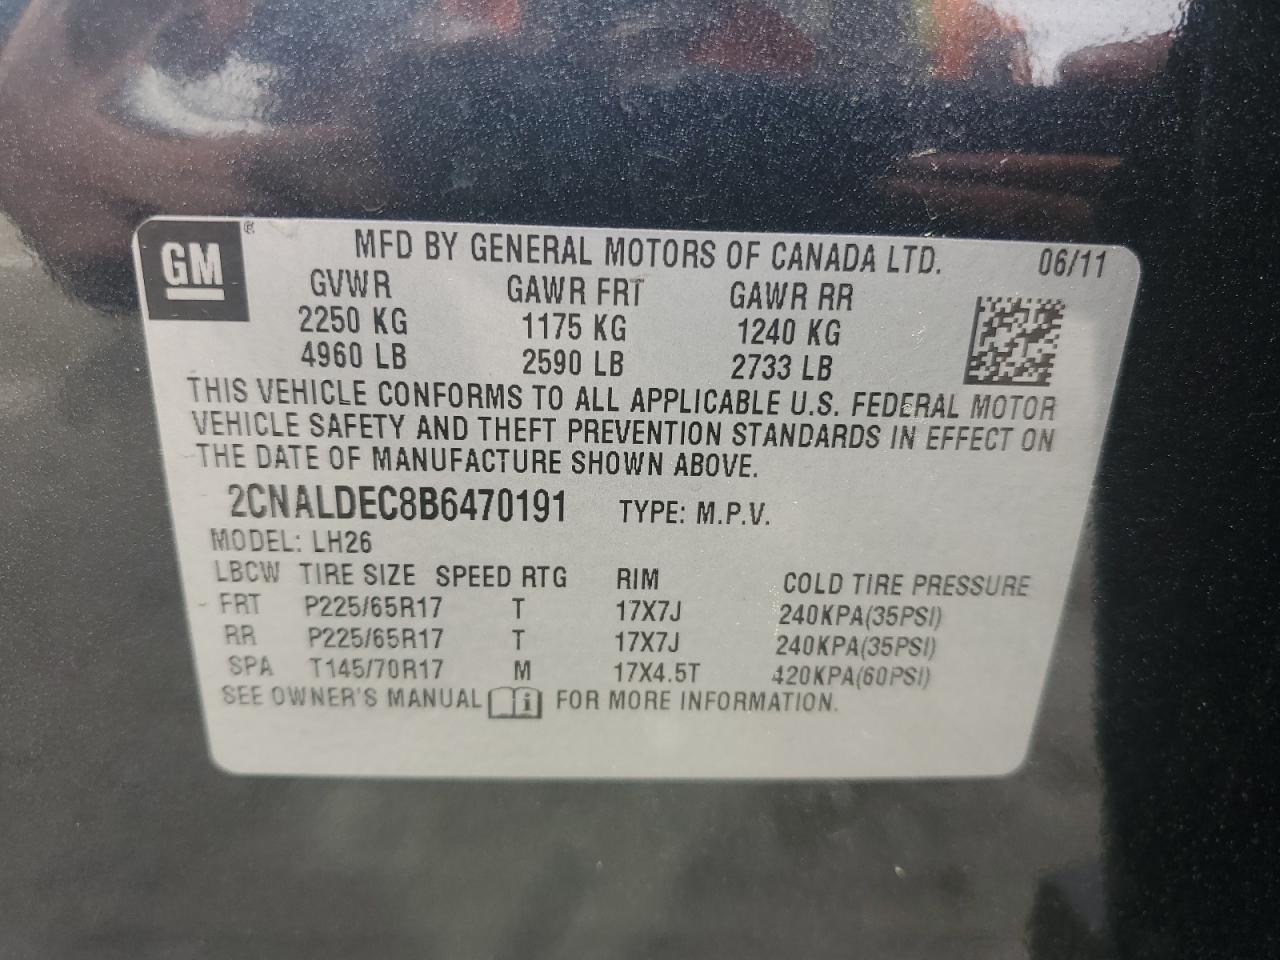 GM ®
MFD BY GENERAL MOTORS OF CANADA LTD. 06/11
GVWR GAWR FRT GAWR RR
2250 KG 1175 KG 1240 KG
4960 LB 2590 LB 2733 LB
THIS VEHICLE CONFORMS TO ALL APPLICABLE U.S. FEDERAL MOTOR
VEHICLE SAFETY AND THEFT PREVENTION STANDARDS IN EFFECT ON
THE DATE OF MANUFACTURE SHOWN ABOVE.
2CNALDEC8B6470191 TYPE: M.P.V.
MODEL: LH26
LBCW TIRE SIZE SPEED RTG RIM COLD TIRE PRESSURE
FRT P225/65R17 T 17X7J 240KPA(35PSI)
RR P225/65R17 T 17X7J 240KPA(35PSI)
SPA T145/70R17 M 17X4.5T 420KPA(60PSI)
SEE OWNER'S MANUAL i FOR MORE INFORMATION.